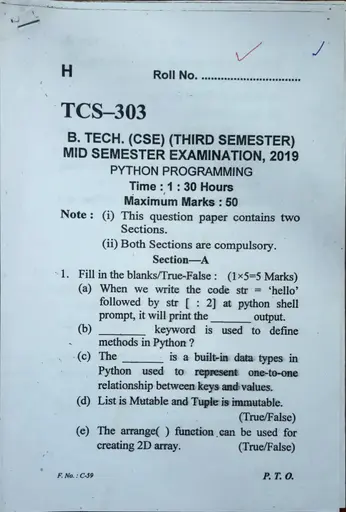 H
Roll No. ..............................
TCS–303
B. TECH. (CSE) (THIRD SEMESTER)
MID SEMESTER EXAMINATION, 2019
PYTHON PROGRAMMING
Time : 1 : 30 Hours
Maximum Marks : 50
Note : (i) This question paper contains two
Sections.
(ii) Both Sections are compulsory.
Section—A
1. Fill in the blanks/True-False : (1×5=5 Marks)
(a) When we write the code str = ‘hello’
followed by str [ : 2] at python shell
prompt, it will print the ______ output.
(b) ______ keyword is used to define
methods in Python ?
(c) The ______ is a built-in data types in
Python used to represent one-to-one
relationship between keys and values.
(d) List is Mutable and Tuple is immutable.
(True/False)
(e) The arrange( ) function can be used for
creating 2D array. (True/False)
F. No. : C-59
P. T. O.